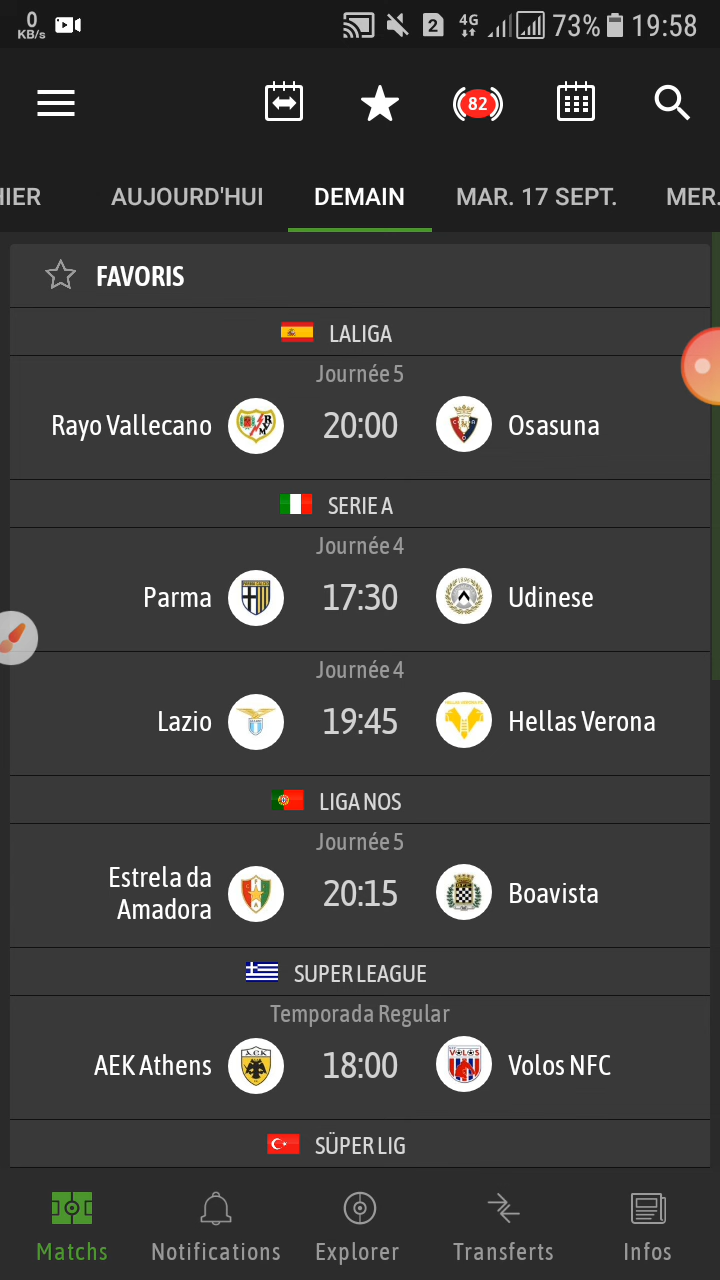 0
KB/s
2
4G
73%
19:58
82
HIER
AUJOURD'HUI
DEMAIN
MAR. 17 SEPT.
MER.
FAVORIS
LALIGA
Journée 5
Rayo Vallecano
20:00
Osasuna
SERIE A
Journée 4
Parma
17:30
Udinese
Journée 4
Lazio
19:45
Hellas Verona
LIGA NOS
Journée 5
Estrela da
Amadora
20:15
Boavista
SUPER LEAGUE
Temporada Regular
AEK Athens
18:00
Volos NFC
SÜPER LIG
Matchs
Notifications
Explorer
Transferts
Infos